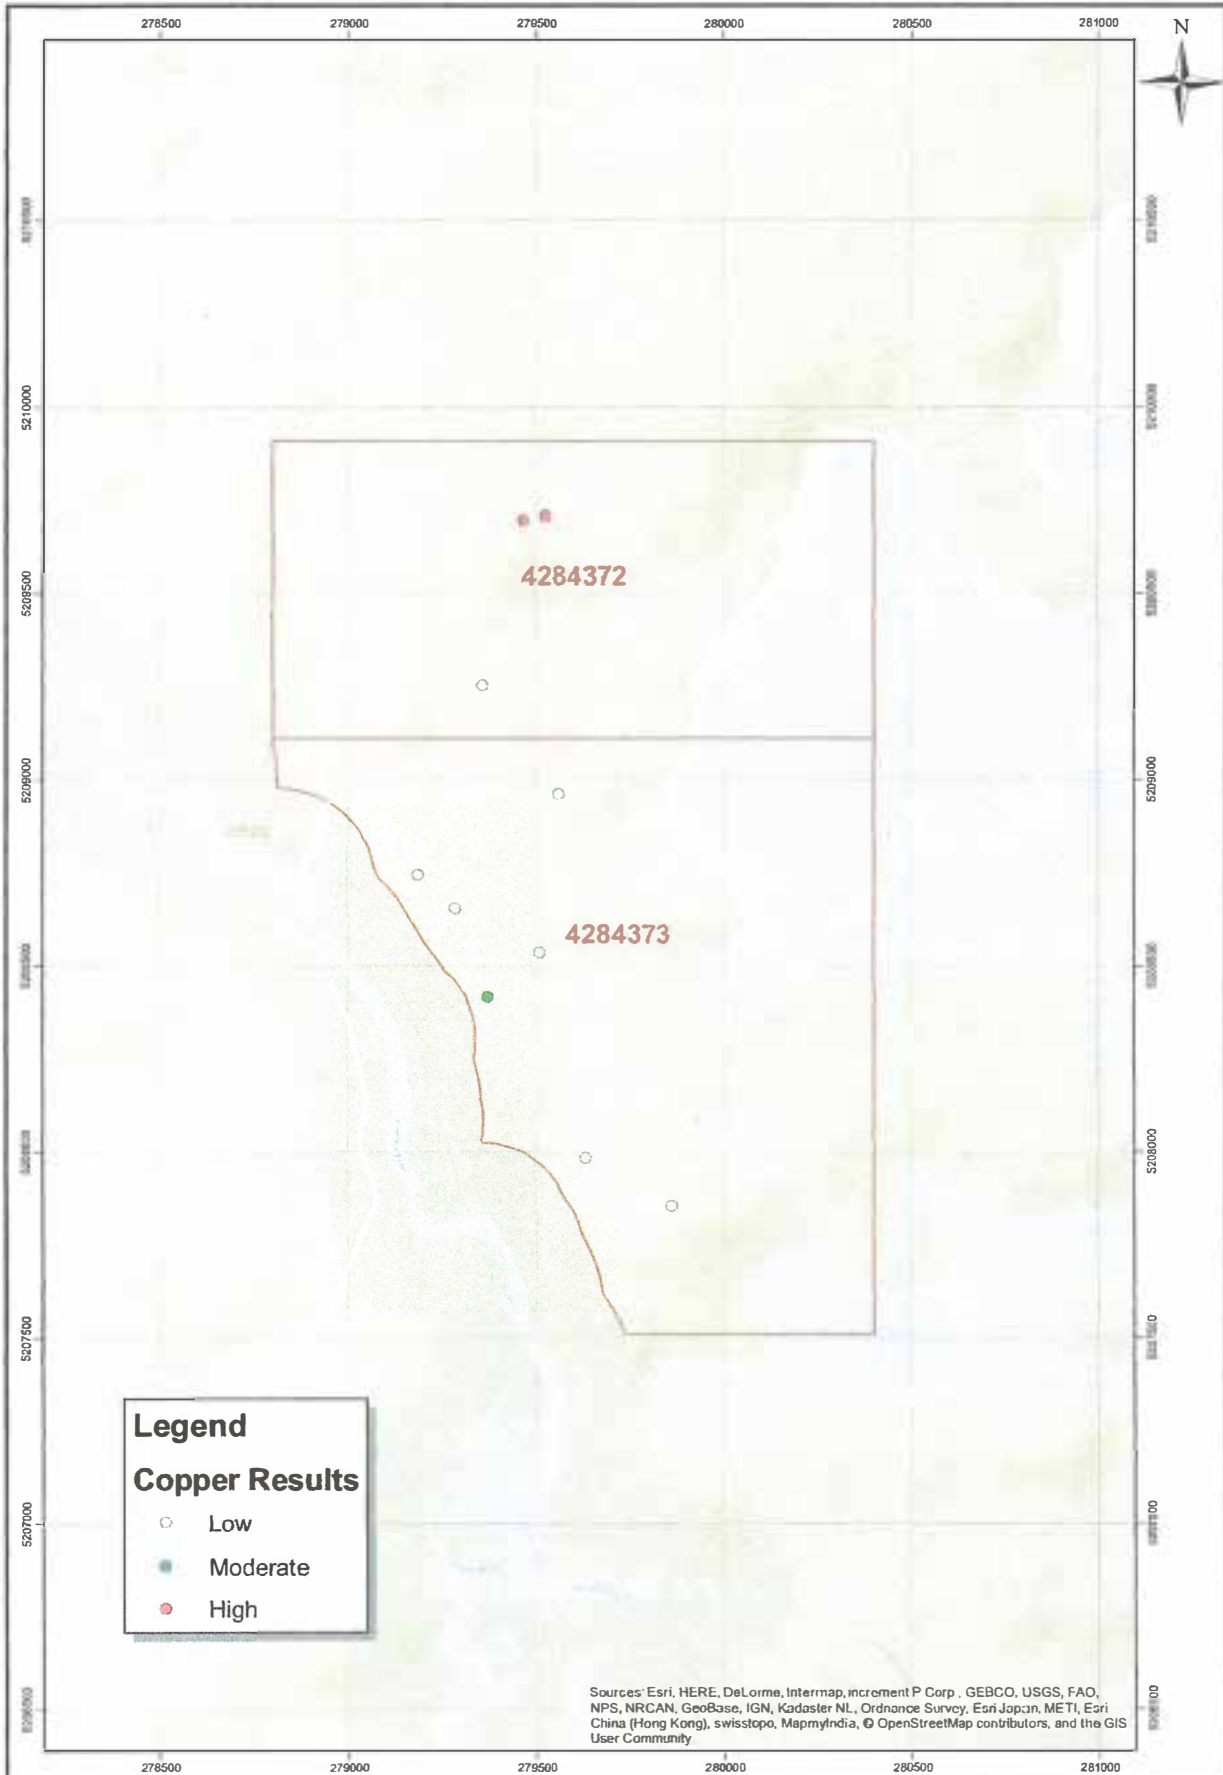 278500 279000 279500 280000 280500 281000
N
5210000
4284372
5209500
5209000 5209000
4284373
5208000
5207500
Legend
Copper Results
Low
Moderate
High
5207000
Sources: Esri, HERE, DeLorme, Intermap, increment P Corp., GEBCO, USGS, FAO,
NPS, NRCAN, GeoBase, IGN, Kadaster NL, Ordnance Survey, Esri Japan, METI, Esri
China (Hong Kong), swisstopo, MapmyIndia, © OpenStreetMap contributors, and the GIS
User Community
278500 279000 279500 280000 280500 281000